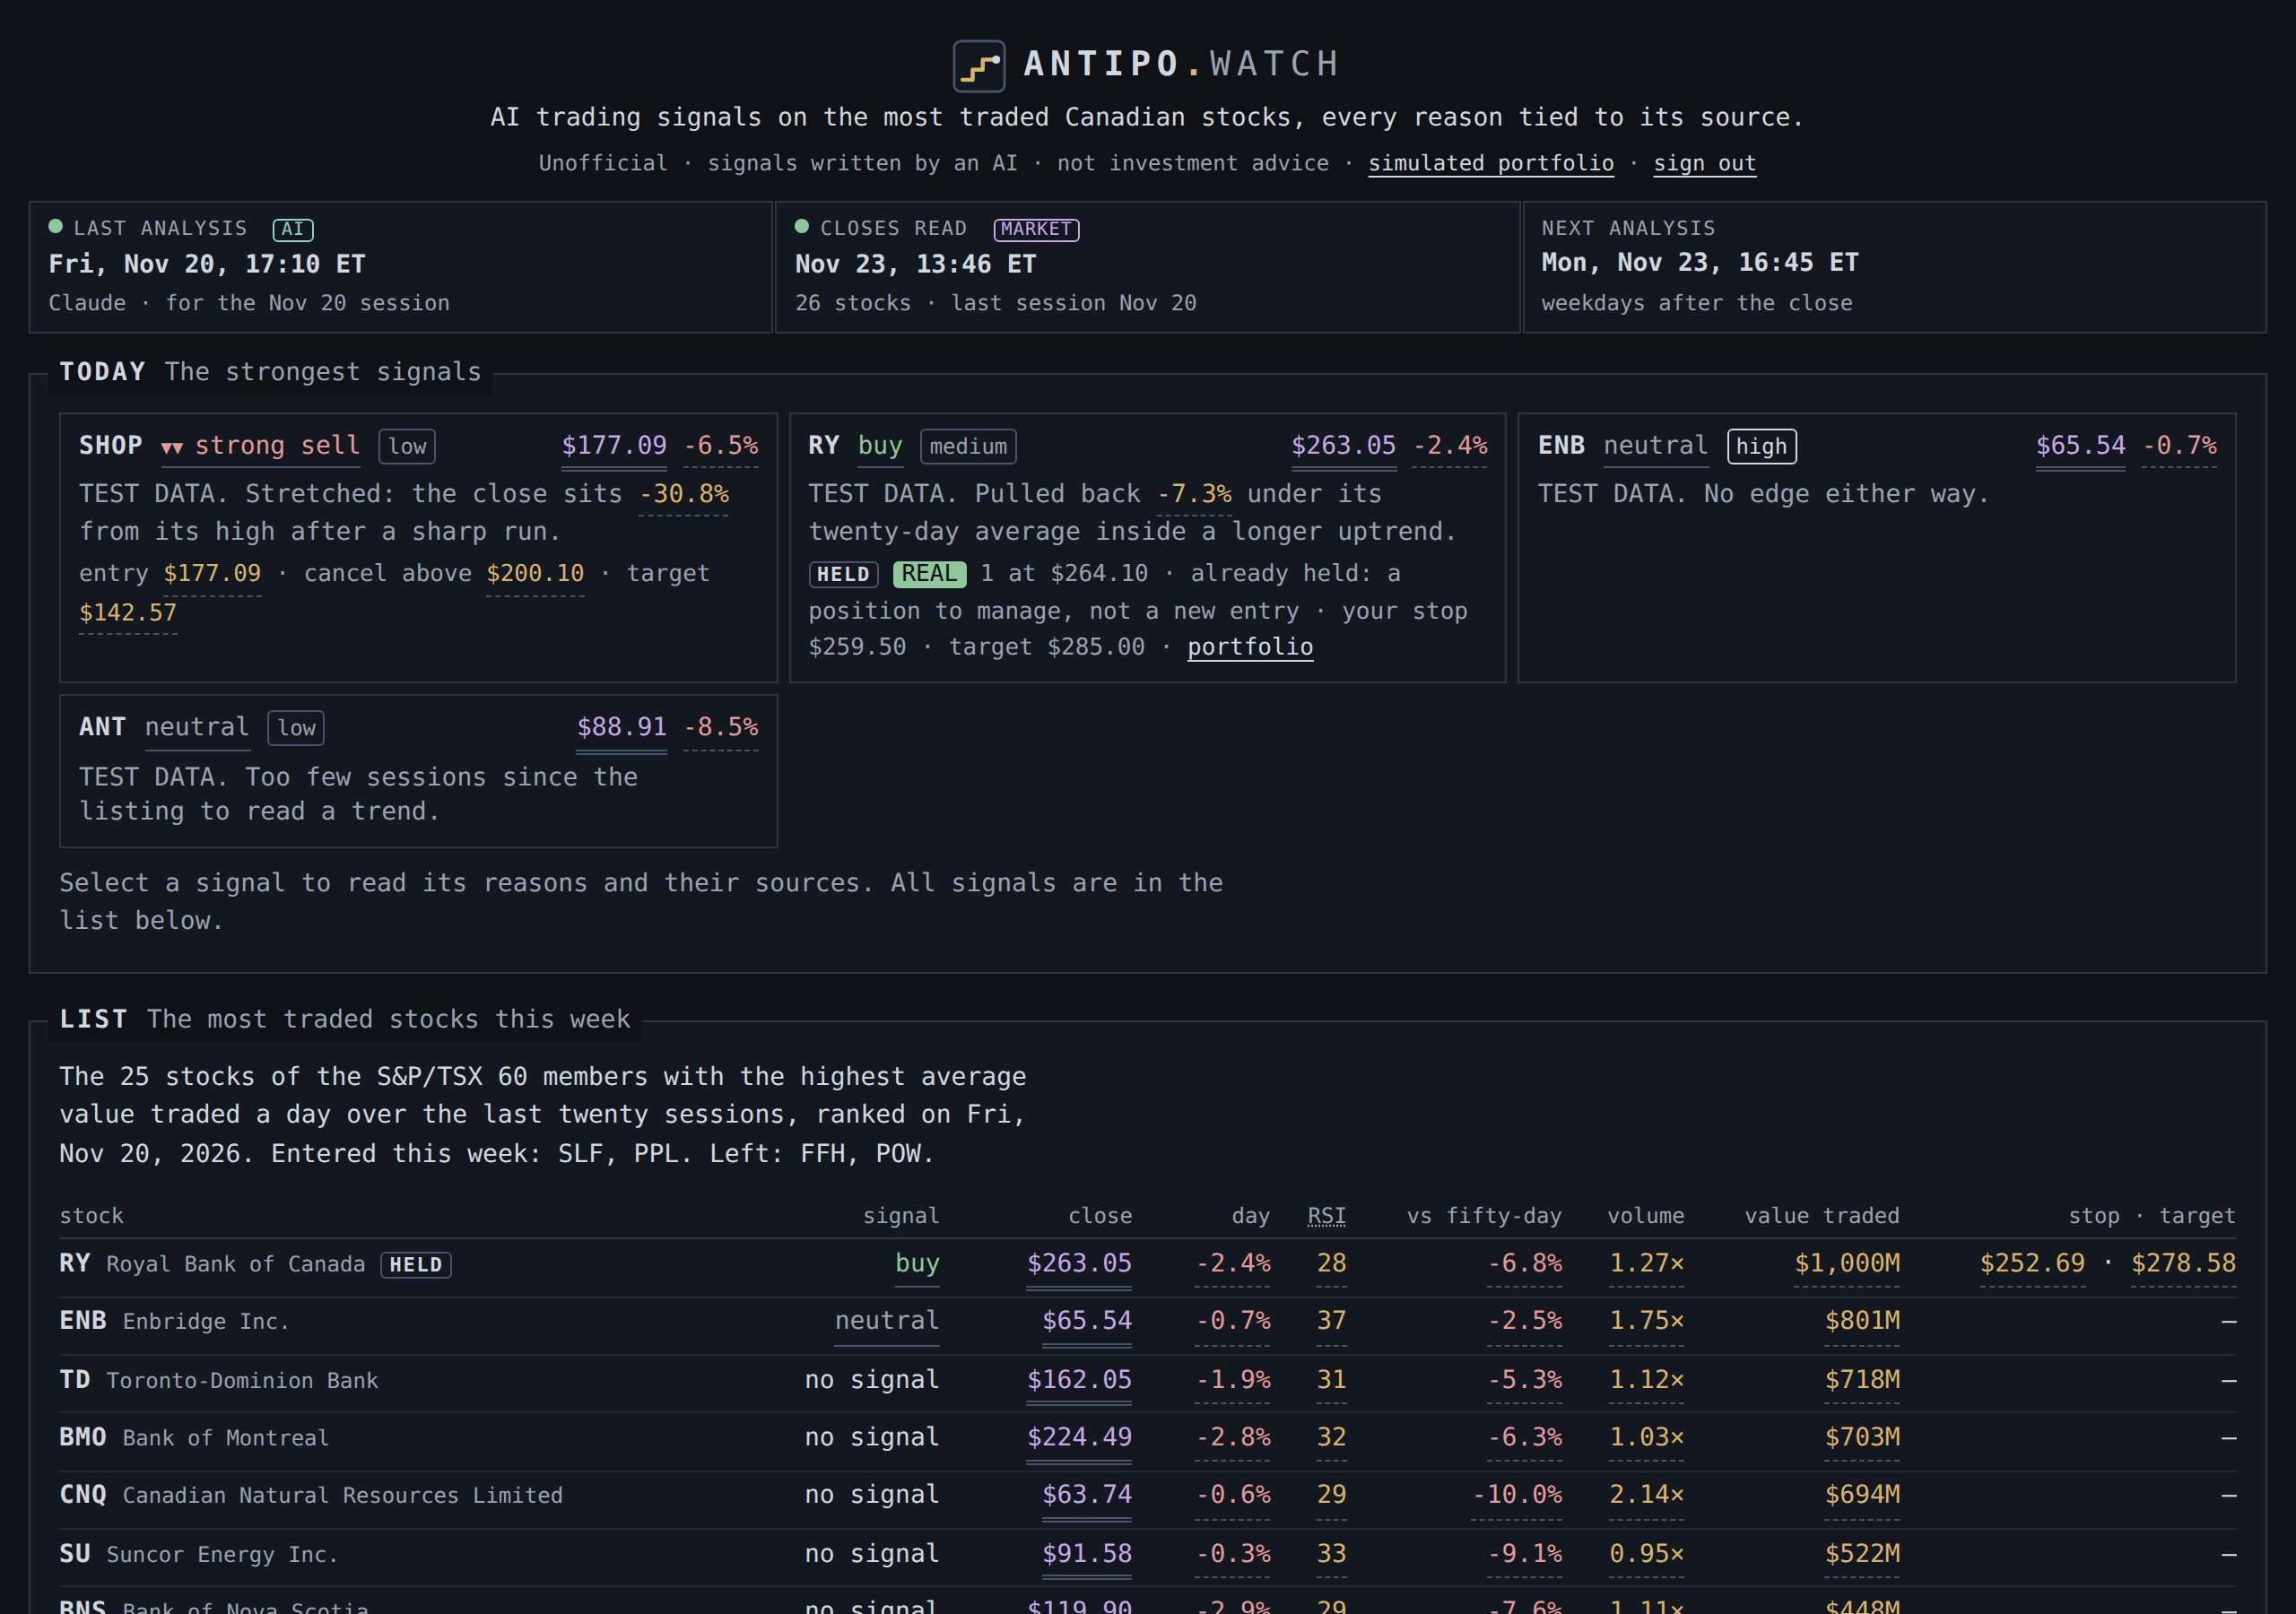 ANTIPO.WATCH
AI trading signals on the most traded Canadian stocks, every reason tied to its source.
Unofficial · signals written by an AI · not investment advice · simulated portfolio · sign out
LAST ANALYSIS AI
Fri, Nov 20, 17:10 ET
Claude · for the Nov 20 session
CLOSES READ MARKET
Nov 23, 13:46 ET
26 stocks · last session Nov 20
NEXT ANALYSIS
Mon, Nov 23, 16:45 ET
weekdays after the close
TODAY The strongest signals
SHOP ▼▼ strong sell low $177.09 -6.5%
TEST DATA. Stretched: the close sits -30.8%
from its high after a sharp run.
entry $177.09 · cancel above $200.10 · target
$142.57
RY buy medium $263.05 -2.4%
TEST DATA. Pulled back -7.3% under its
twenty-day average inside a longer uptrend.
HELD REAL 1 at $264.10 · already held: a
position to manage, not a new entry · your stop
$259.50 · target $285.00 · portfolio
ENB neutral high $65.54 -0.7%
TEST DATA. No edge either way.
ANT neutral low $88.91 -8.5%
TEST DATA. Too few sessions since the
listing to read a trend.
Select a signal to read its reasons and their sources. All signals are in the
list below.
LIST The most traded stocks this week
The 25 stocks of the S&P/TSX 60 members with the highest average
value traded a day over the last twenty sessions, ranked on Fri,
Nov 20, 2026. Entered this week: SLF, PPL. Left: FFH, POW.
stock signal close day RSI vs fifty-day volume value traded stop · target
RY Royal Bank of Canada HELD buy $263.05 -2.4% 28 -6.8% 1.27× $1,000M $252.69 · $278.58
ENB Enbridge Inc. neutral $65.54 -0.7% 37 -2.5% 1.75× $801M —
TD Toronto-Dominion Bank no signal $162.05 -1.9% 31 -5.3% 1.12× $718M —
BMO Bank of Montreal no signal $224.49 -2.8% 32 -6.3% 1.03× $703M —
CNQ Canadian Natural Resources Limited no signal $63.74 -0.6% 29 -10.0% 2.14× $694M —
SU Suncor Energy Inc. no signal $91.58 -0.3% 33 -9.1% 0.95× $522M —
BNS Bank of Nova Scotia no signal $119.90 -2.9% 29 -7.6% 1.11× $448M —